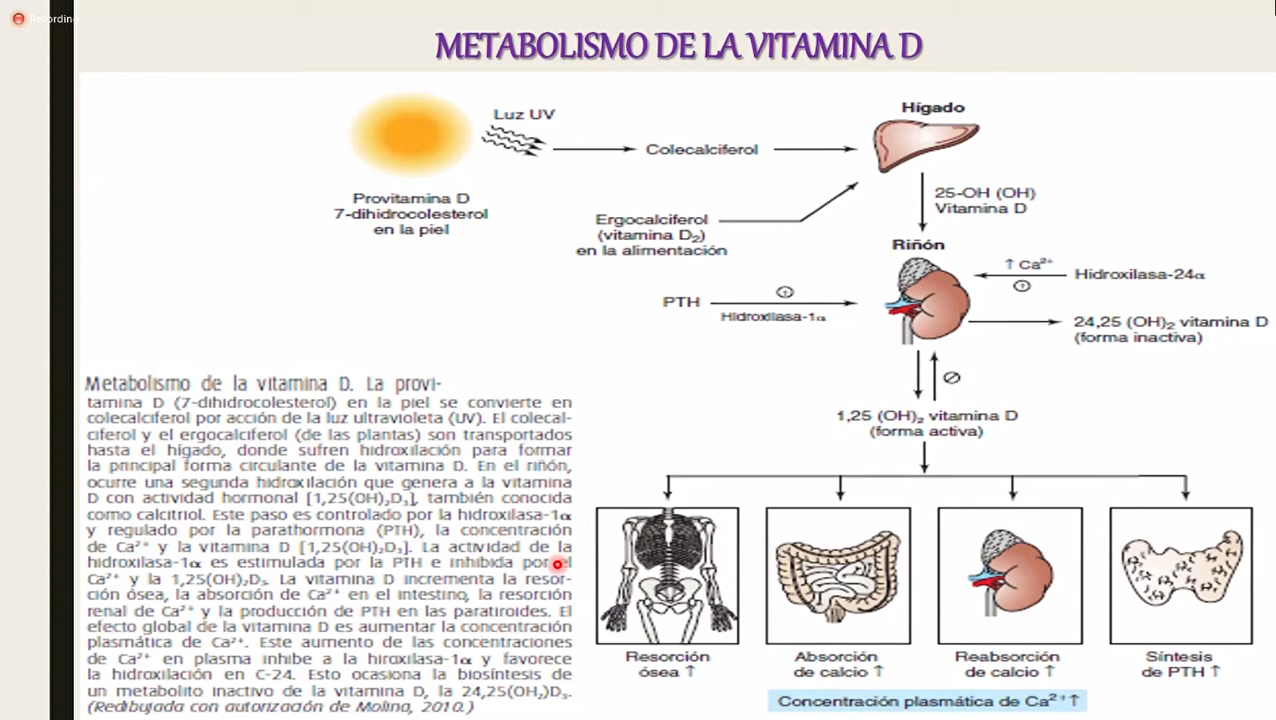 Recording
METABOLISMO DE LA VITAMINA D
Luz UV
Provitamina D
7-dihidrocolesterol
en la piel
Colecalciferol
Hígado
Ergocalciferol
(vitamina D₂)
en la alimentación
25-OH (OH)
Vitamina D
Riñón
↑ Ca²⁺
Hidroxilasa-24α
PTH
Hidroxilasa-1α
24,25 (OH)₂ vitamina D
(forma inactiva)
1,25 (OH)₂ vitamina D
(forma activa)
Metabolismo de la vitamina D. La provi-
tamina D (7-dihidrocolesterol) en la piel se convierte en
colecalciferol por acción de la luz ultravioleta (UV). El colecal-
ciferol y el ergocalciferol (de las plantas) son transportados
hasta el hígado, donde sufren hidroxilación para formar
la principal forma circulante de la vitamina D. En el riñón,
ocurre una segunda hidroxilación que genera a la vitamina
D con actividad hormonal [1,25(OH)₂D₃], también conocida
como calcitriol. Este paso es controlado por la hidroxilasa-1α
y regulado por la parathormona (PTH), la concentración
de Ca²⁺ y la vitamina D [1,25(OH)₂D₃]. La actividad de la
hidroxilasa-1α es estimulada por la PTH e inhibida por el
Ca²⁺ y la 1,25(OH)₂D₃. La vitamina D incrementa la resor-
ción ósea, la absorción de Ca²⁺ en el intestino, la resorción
renal de Ca²⁺ y la producción de PTH en las paratiroides. El
efecto global de la vitamina D es aumentar la concentración
plasmática de Ca²⁺. Este aumento de las concentraciones
de Ca²⁺ en plasma inhibe a la hiroxilasa-1α y favorece
la hidroxilación en C-24. Esto ocasiona la biosíntesis de
un metabolito inactivo de la vitamina D, la 24,25(OH₂)D₃.
(Redibujada con autorización de Molina, 2010.)
Resorción
ósea ↑
Absorción
de calcio ↑
Reabsorción
de calcio ↑
Síntesis
de PTH ↑
Concentración plasmática de Ca²⁺↑